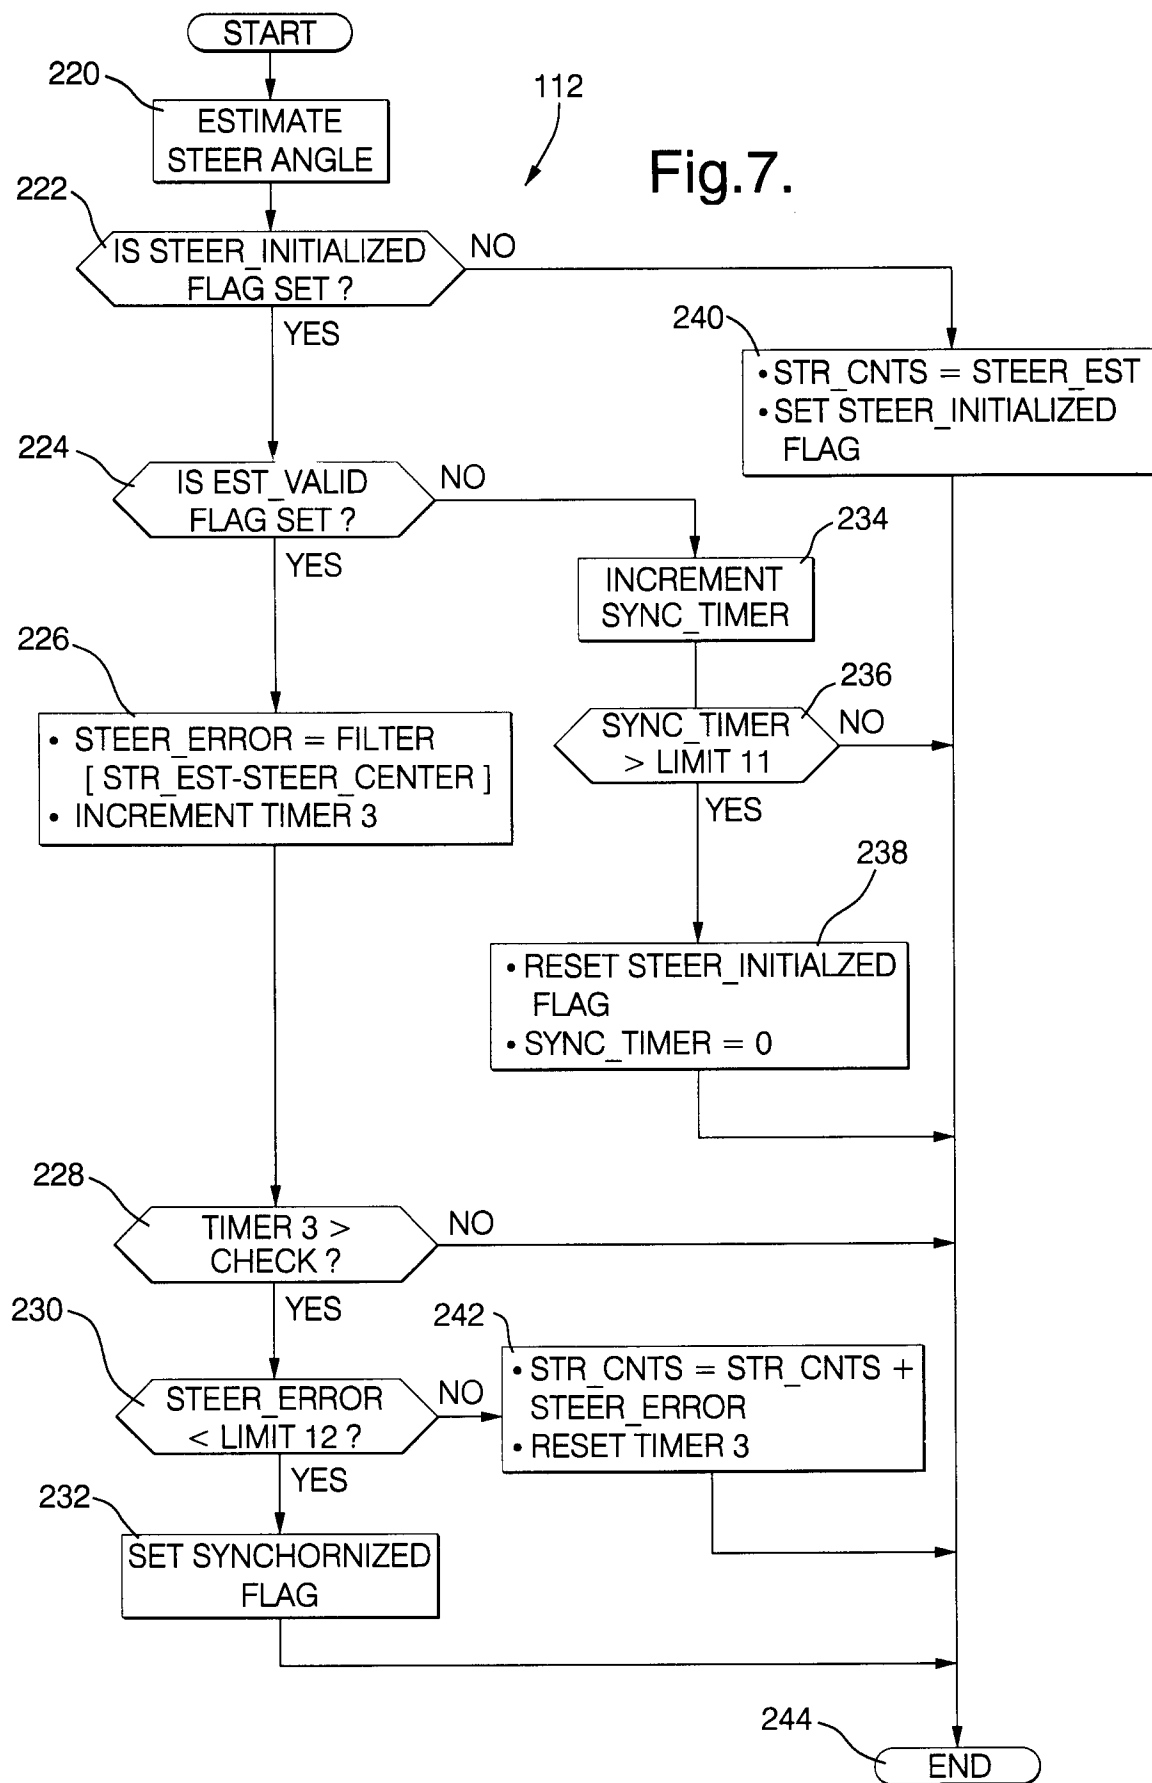 START
220
ESTIMATE
STEER ANGLE
112
Fig.7.
222
IS STEER_INITIALIZED
FLAG SET ?
NO
YES
240
• STR_CNTS = STEER_EST
• SET STEER_INITIALIZED
FLAG
224
IS EST_VALID
FLAG SET ?
NO
YES
234
INCREMENT
SYNC_TIMER
226
• STEER_ERROR = FILTER
[ STR_EST-STEER_CENTER ]
• INCREMENT TIMER 3
236
SYNC_TIMER
> LIMIT 11
NO
YES
238
• RESET STEER_INITIALZED
FLAG
• SYNC_TIMER = 0
228
TIMER 3 >
CHECK ?
NO
YES
230
STEER_ERROR
< LIMIT 12 ?
NO
YES
242
• STR_CNTS = STR_CNTS +
STEER_ERROR
• RESET TIMER 3
232
SET SYNCHORNIZED
FLAG
244
END